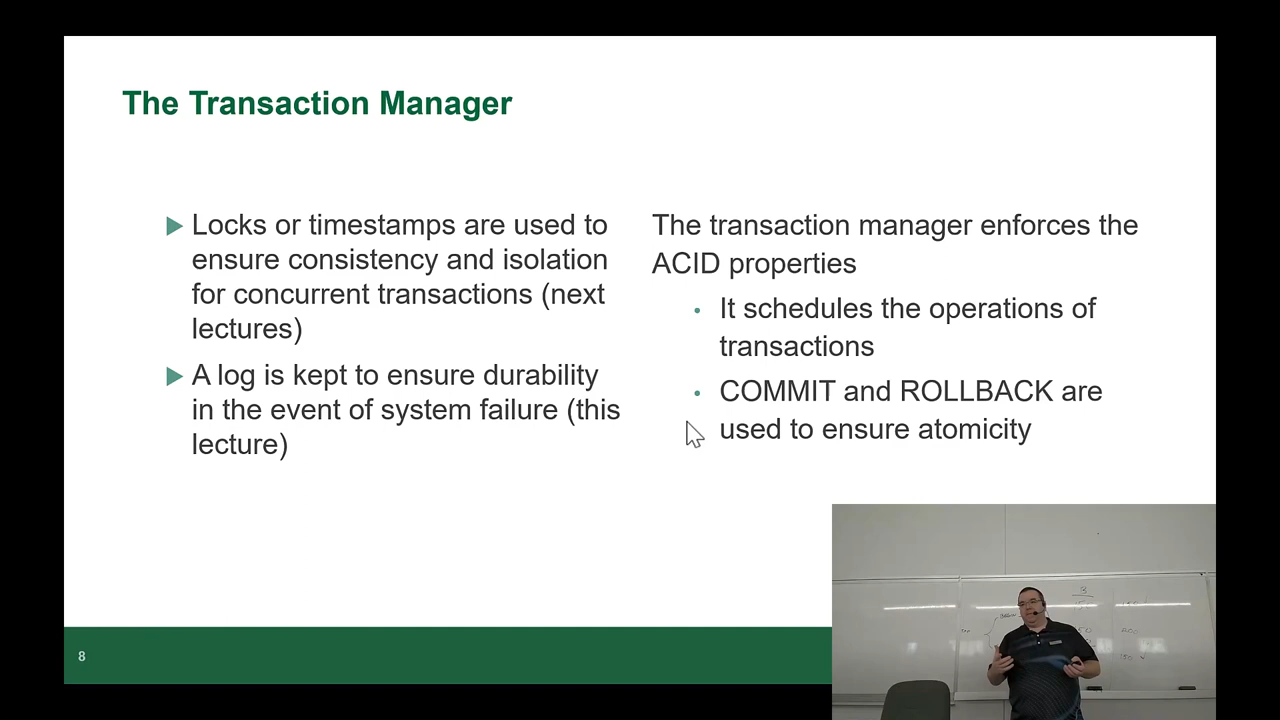 The Transaction Manager
Locks or timestamps are used to
ensure consistency and isolation
for concurrent transactions (next
lectures)
A log is kept to ensure durability
in the event of system failure (this
lecture)
The transaction manager enforces the
ACID properties
It schedules the operations of
transactions
COMMIT and ROLLBACK are
used to ensure atomicity
8